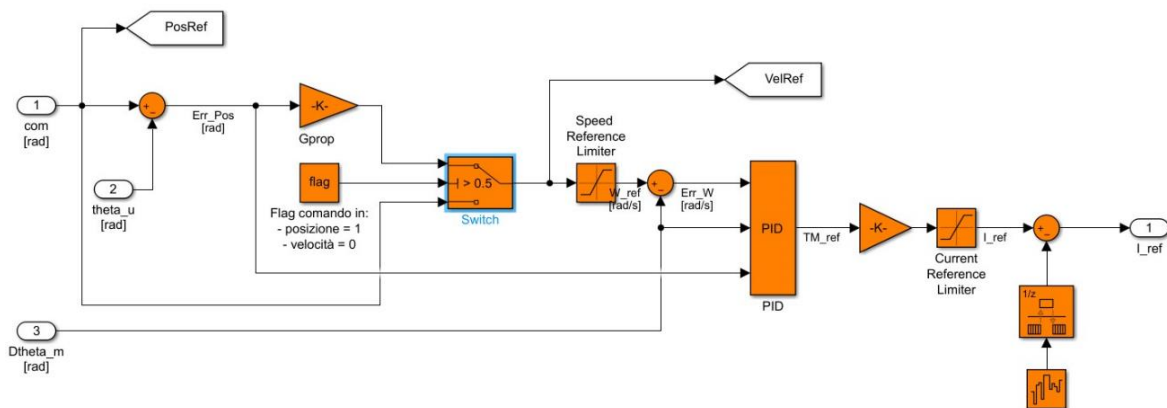 PosRef
VelRef
1
com
[rad]
+
-
Err_Pos
[rad]
-K-
Gprop
2
theta_u
[rad]
flag
Flag comando in:
- posizione = 1
- velocità = 0
> 0.5
Switch
Speed
Reference
Limiter
W_ref
[rad/s]
+
-
Err_W
[rad/s]
PID
PID
TM_ref
-K-
I_ref
Current
Reference
Limiter
+
-
1
I_ref
1/z
3
Dtheta_m
[rad]